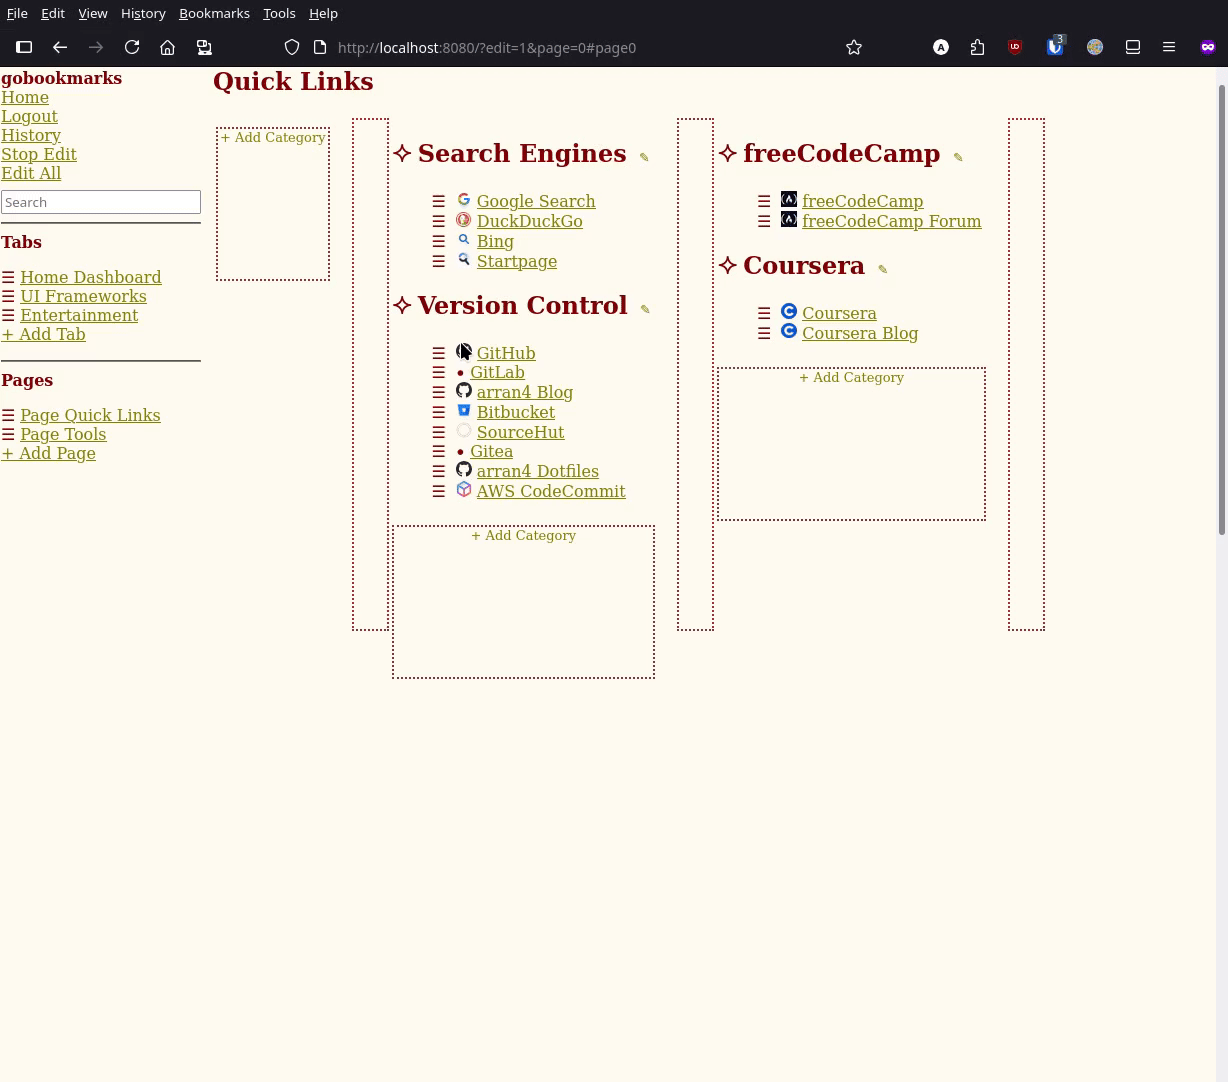 File Edit View History Bookmarks Tools Help
http://localhost:8080/?edit=1&page=0#page0
A
UD
3
gobookmarks
Home
Logout
History
Stop Edit
Edit All
Search
Tabs
☰ Home Dashboard
☰ UI Frameworks
☰ Entertainment
+ Add Tab
Pages
☰ Page Quick Links
☰ Page Tools
+ Add Page
Quick Links
+ Add Category
✧ Search Engines ✎
☰ Google Search
☰ DuckDuckGo
☰ Bing
☰ Startpage
✧ Version Control ✎
☰ GitHub
☰ • GitLab
☰ arran4 Blog
☰ Bitbucket
☰ SourceHut
☰ • Gitea
☰ arran4 Dotfiles
☰ AWS CodeCommit
+ Add Category
✧ freeCodeCamp ✎
☰ freeCodeCamp
☰ freeCodeCamp Forum
✧ Coursera ✎
☰ Coursera
☰ Coursera Blog
+ Add Category